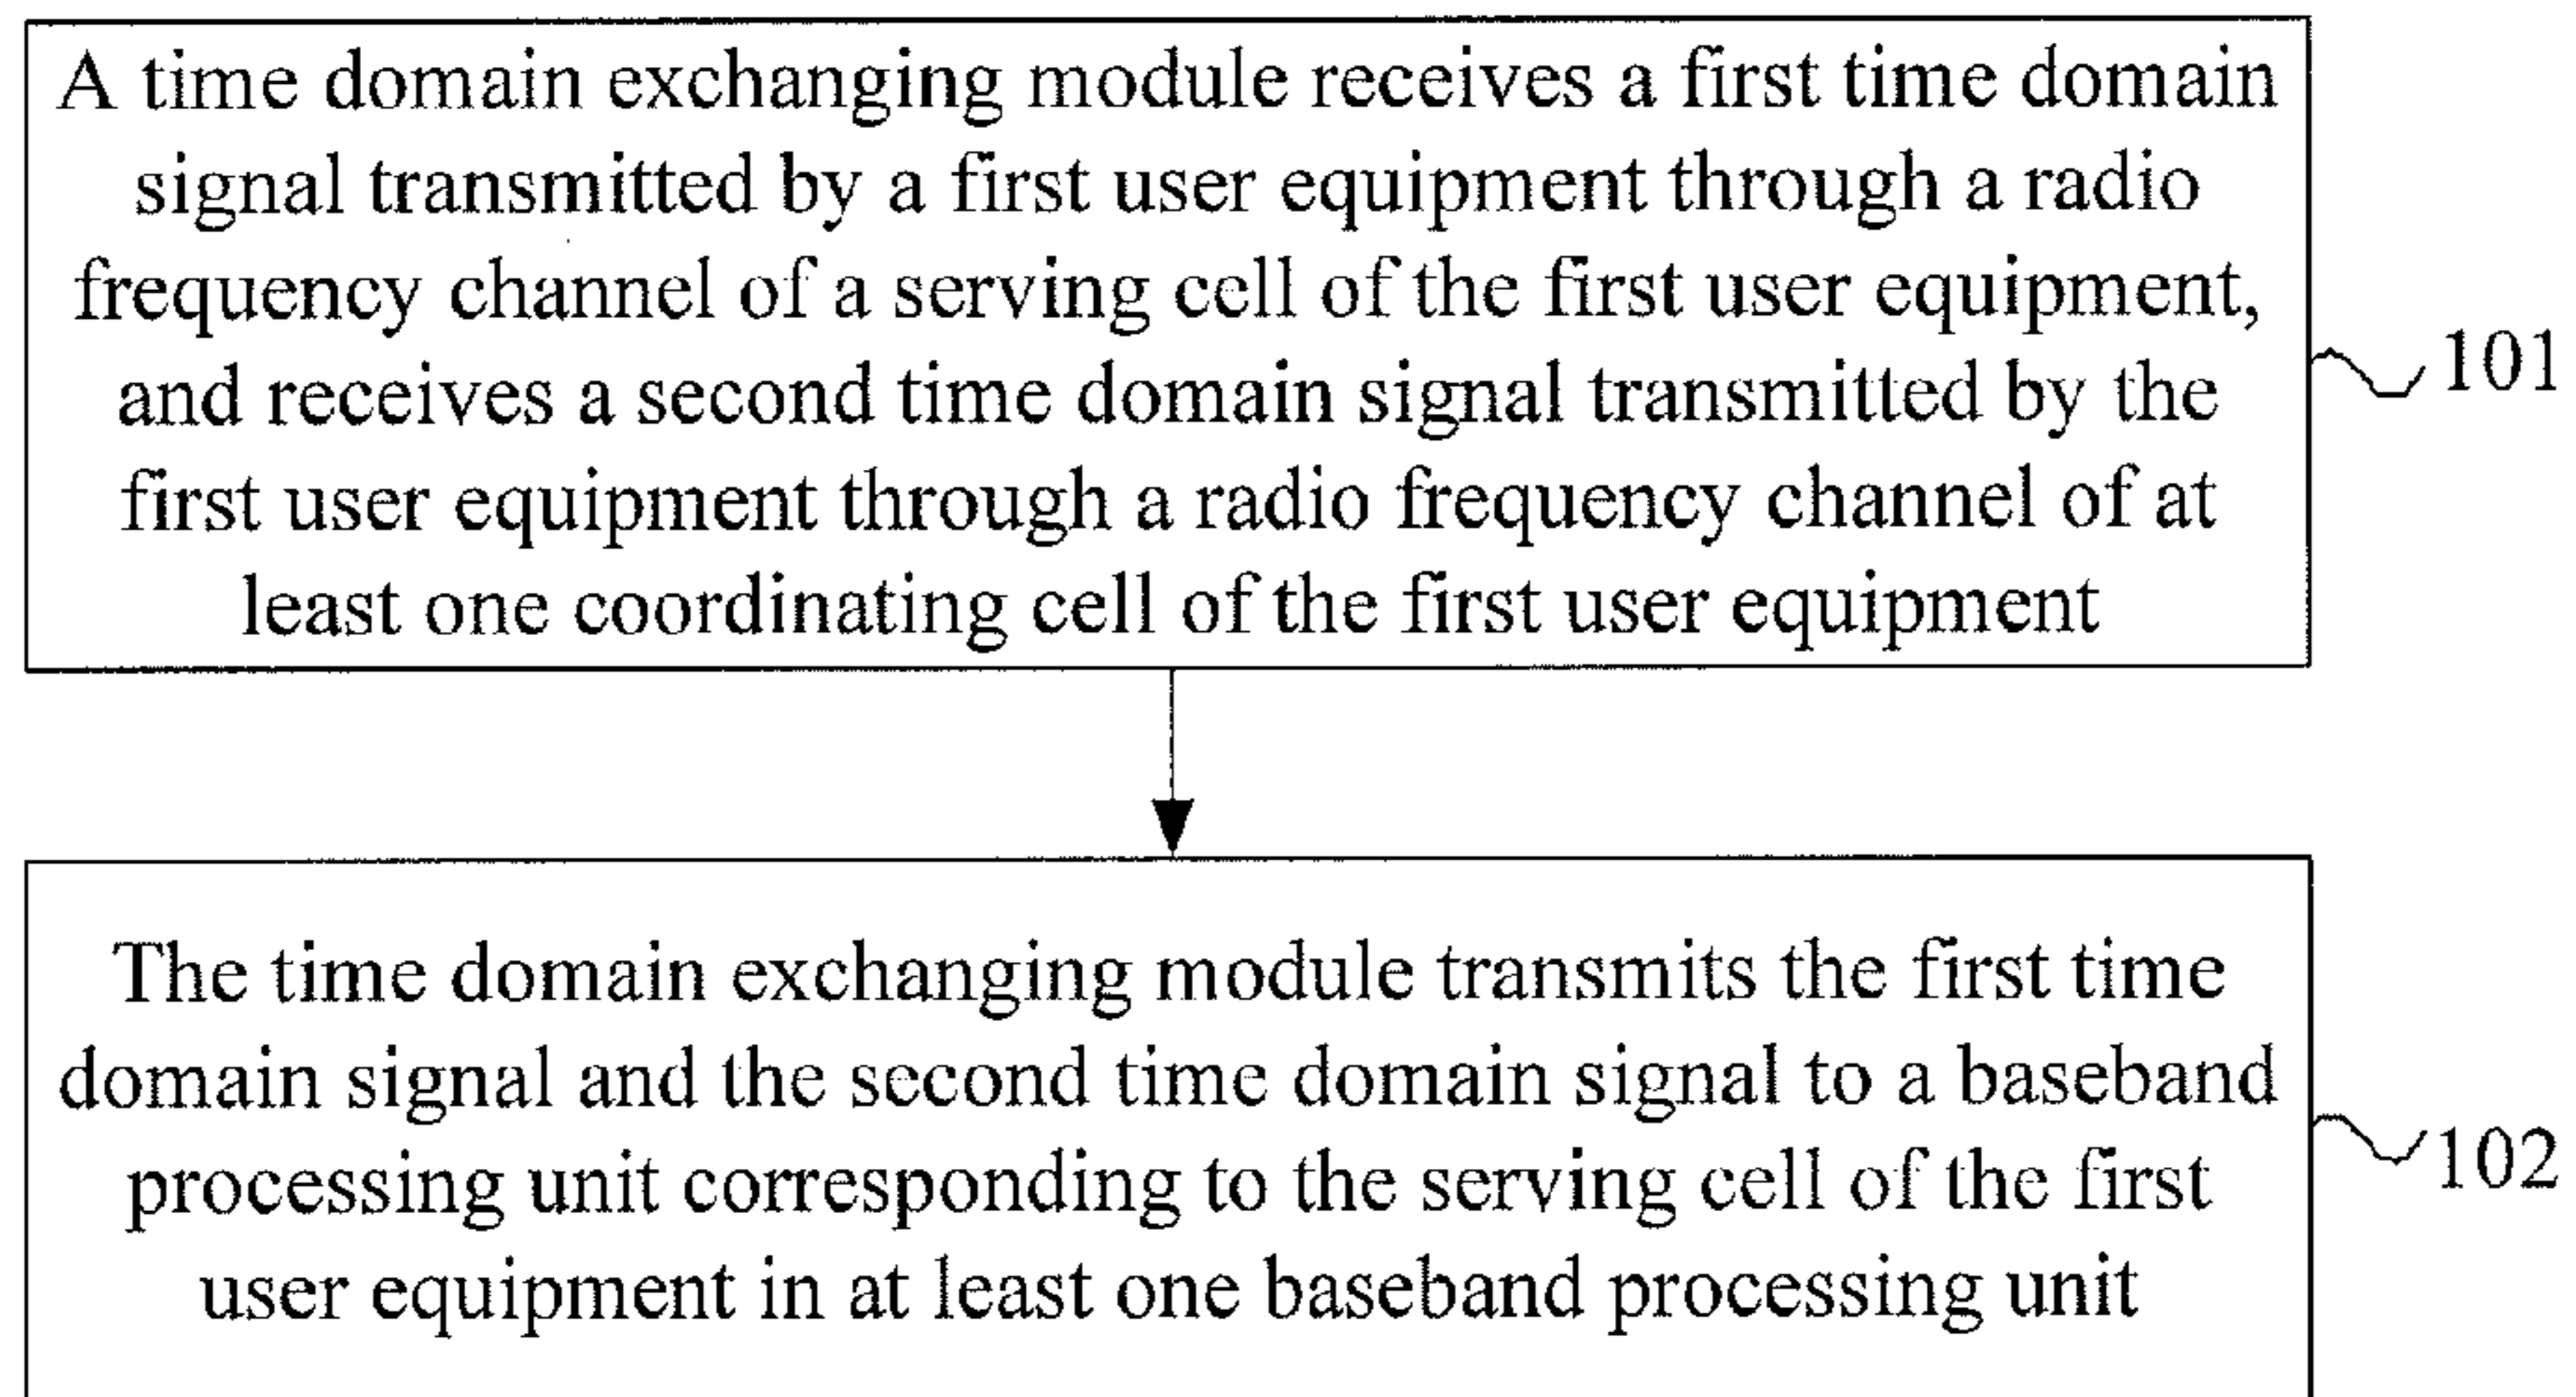 A time domain exchanging module receives a first time domain
signal transmitted by a first user equipment through a radio
frequency channel of a serving cell of the first user equipment,
and receives a second time domain signal transmitted by the
first user equipment through a radio frequency channel of at
least one coordinating cell of the first user equipment
101
The time domain exchanging module transmits the first time
domain signal and the second time domain signal to a baseband
processing unit corresponding to the serving cell of the first
user equipment in at least one baseband processing unit
102